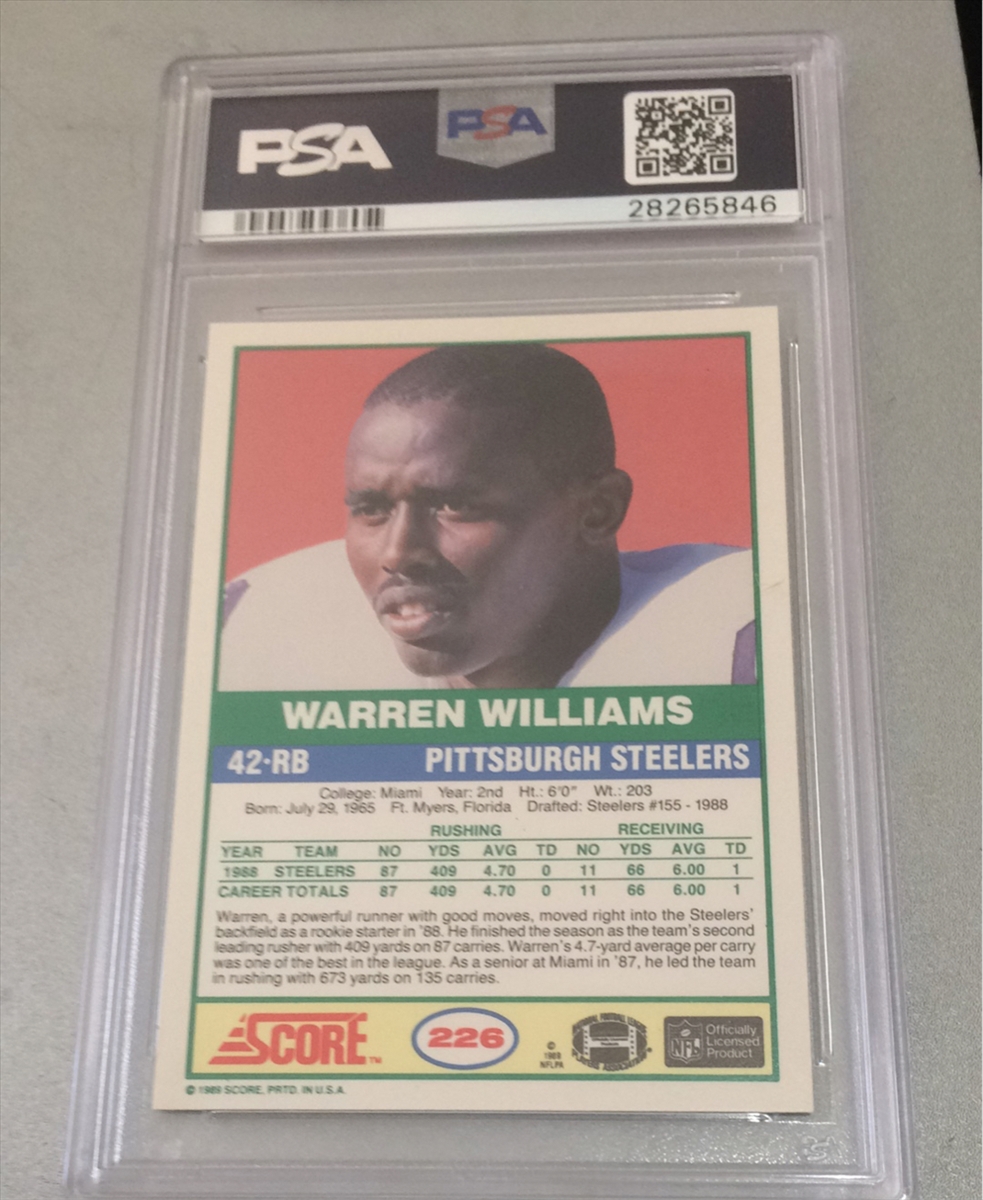 PSA
PSA
28265846
WARREN WILLIAMS
42·RB PITTSBURGH STEELERS
College: Miami Year: 2nd Ht.: 6'0" Wt.: 203
Born: July 29, 1965 Ft. Myers, Florida Drafted: Steelers #155 - 1988
RUSHING RECEIVING
YEAR TEAM NO YDS AVG TD NO YDS AVG TD
1988 STEELERS 87 409 4.70 0 11 66 6.00 1
CAREER TOTALS 87 409 4.70 0 11 66 6.00 1
Warren, a powerful runner with good moves, moved right into the Steelers'
backfield as a rookie starter in '88. He finished the season as the team's second
leading rusher with 409 yards on 87 carries. Warren's 4.7-yard average per carry
was one of the best in the league. As a senior at Miami in '87, he led the team
in rushing with 673 yards on 135 carries.
SCORE™
226
©
1989
NFLPA
NFL
Officially
Licensed
Product
© 1989 SCORE, PRTD. IN U.S.A.